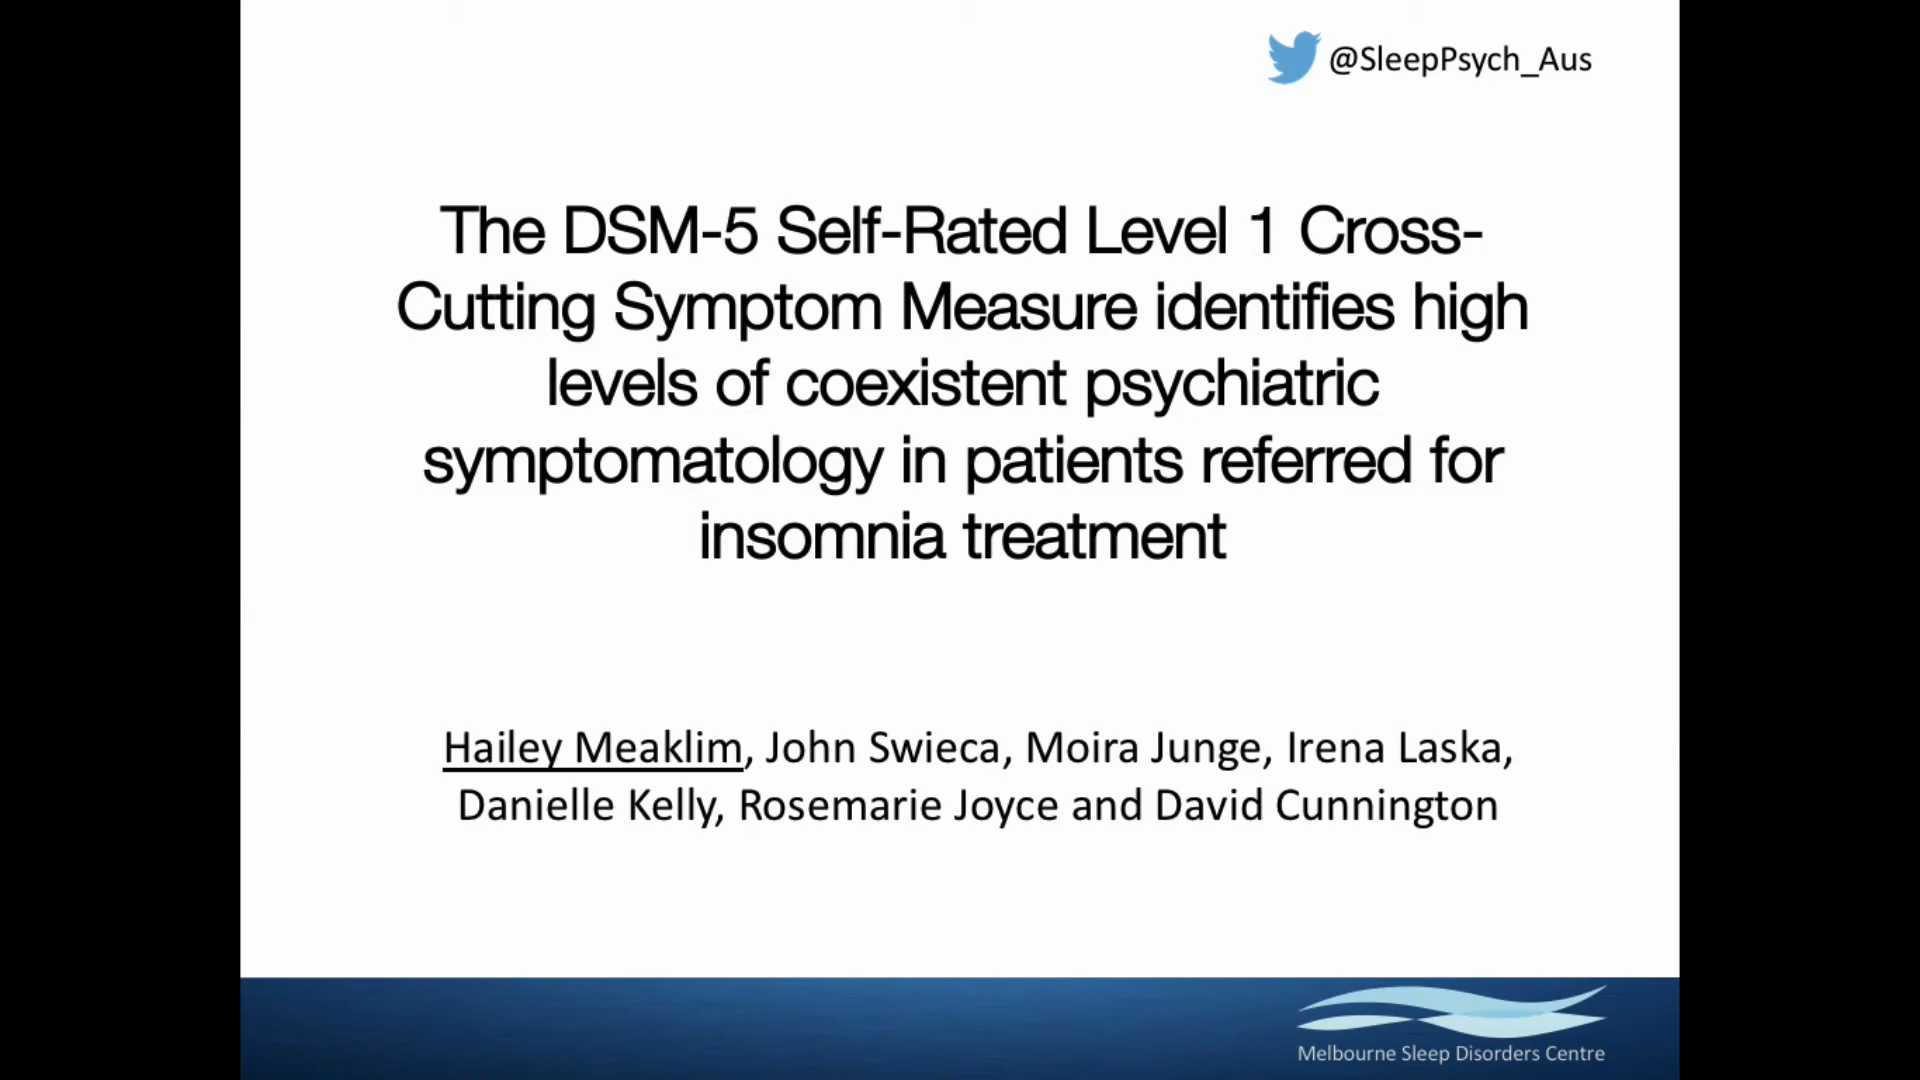 @SleepPsych_Aus
The DSM-5 Self-Rated Level 1 Cross-
Cutting Symptom Measure identifies high
levels of coexistent psychiatric
symptomatology in patients referred for
insomnia treatment
Hailey Meaklim, John Swieca, Moira Junge, Irena Laska,
Danielle Kelly, Rosemarie Joyce and David Cunnington
Melbourne Sleep Disorders Centre